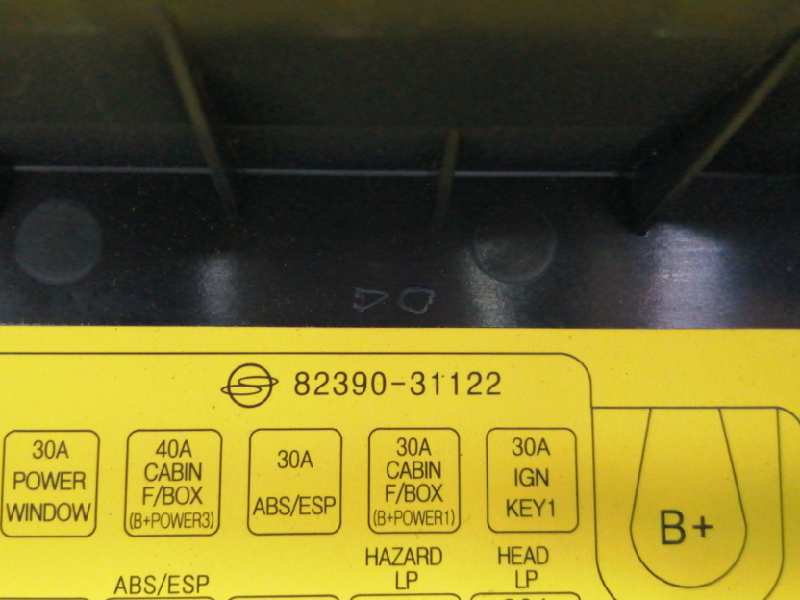 82390-31122
30A
POWER
WINDOW
40A
CABIN
F/BOX
(B+POWER3)
30A
ABS/ESP
30A
CABIN
F/BOX
(B+POWER1)
30A
IGN
KEY1
B+
ABS/ESP
HAZARD
LP
HEAD
LP